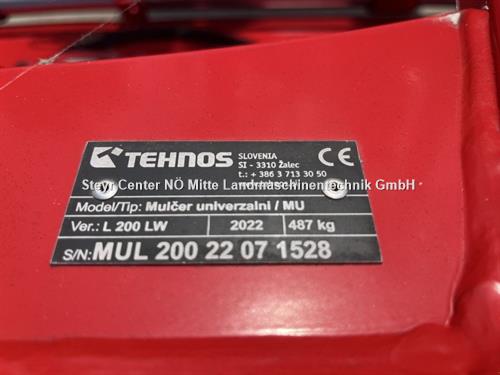 TEHNOS
SLOVENIA
SI - 3310 Žalec
t.: + 386 3 713 30 50
CE
Steyr Center NÖ Mitte Landmaschinentechnik GmbH
Model/Tip: Mulčer univerzalni / MU
Ver.: L 200 LW 2022 487 kg
S/N: MUL 200 22 07 1528